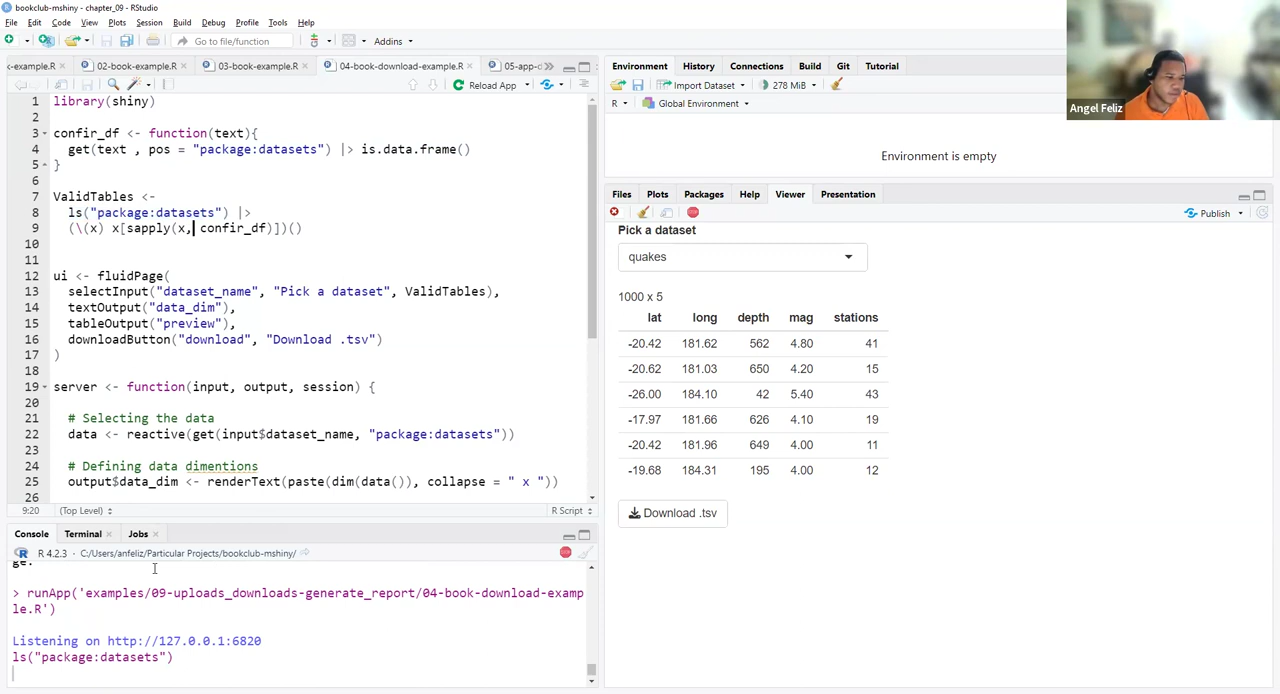 bookclub-mshiny / chapter_09 - RStudio
File Edit Code View Plots Session Build Debug Profile Tools Help
Go to file/function Addins
k-example.R 02-book-example.R 03-book-example.R 04-book-download-example.R 05-app-d
Reload App
1 library(shiny)
2
3 confir_df <- function(text){
4 get(text , pos = "package:datasets") |> is.data.frame()
5 }
6
7 ValidTables <-
8 ls("package:datasets") |>
9 (\(x) x[sapply(x, confir_df)])()
10
11
12 ui <- fluidPage(
13 selectInput("dataset_name", "Pick a dataset", ValidTables),
14 textOutput("data_dim"),
15 tableOutput("preview"),
16 downloadButton("download", "Download .tsv")
17 )
18
19 server <- function(input, output, session) {
20
21 # Selecting the data
22 data <- reactive(get(input$dataset_name, "package:datasets"))
23
24 # Defining data dimentions
25 output$data_dim <- renderText(paste(dim(data()), collapse = " x "))
26
9:20 (Top Level) R Script
Console Terminal Jobs
R 4.2.3 · C:/Users/anfeliz/Particular Projects/bookclub-mshiny/
ge.
> runApp('examples/09-uploads_downloads-generate_report/04-book-download-examp
le.R')
Listening on http://127.0.0.1:6820
ls("package:datasets")
Environment History Connections Build Git Tutorial
Import Dataset 278 MiB
R Global Environment
Environment is empty
Files Plots Packages Help Viewer Presentation
Publish
Pick a dataset
quakes
1000 x 5
lat long depth mag stations
-20.42 181.62 562 4.80 41
-20.62 181.03 650 4.20 15
-26.00 184.10 42 5.40 43
-17.97 181.66 626 4.10 19
-20.42 181.96 649 4.00 11
-19.68 184.31 195 4.00 12
Download .tsv
Angel Feliz